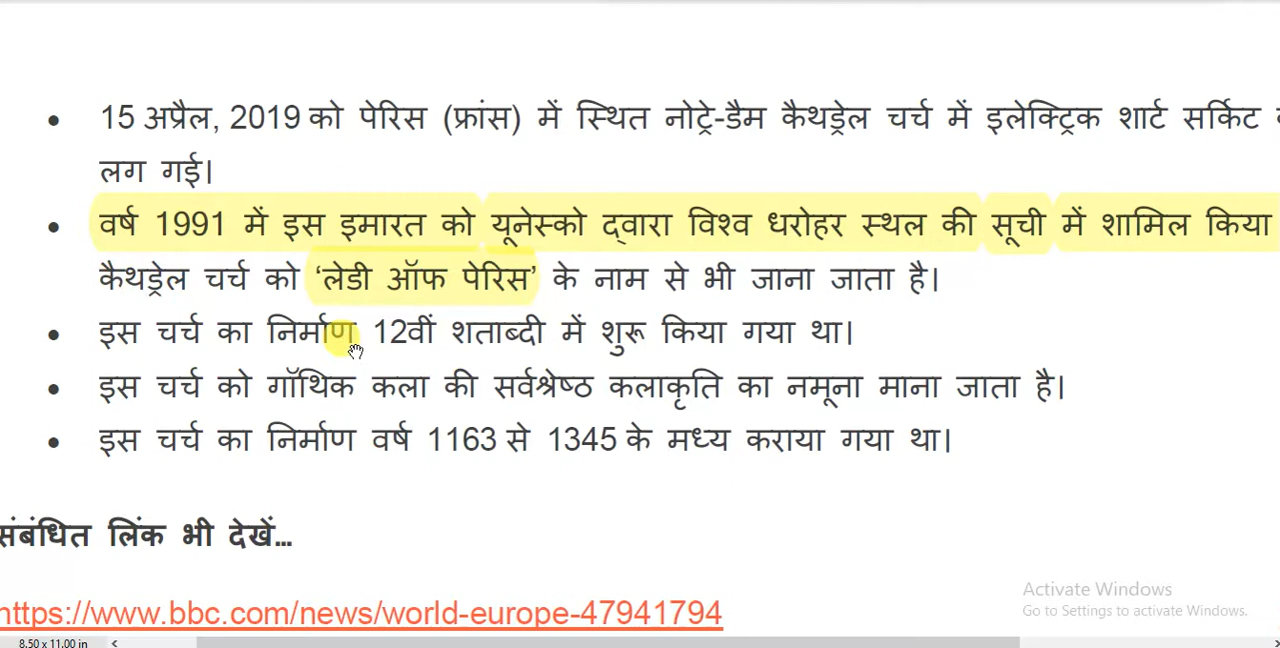 • 15 अप्रैल, 2019 को पेरिस (फ्रांस) में स्थित नोट्रे-डैम कैथड्रेल चर्च में इलेक्ट्रिक शार्ट सर्किट
लग गई।
• वर्ष 1991 में इस इमारत को यूनेस्को द्वारा विश्व धरोहर स्थल की सूची में शामिल किया
कैथड्रेल चर्च को ‘लेडी ऑफ पेरिस’ के नाम से भी जाना जाता है।
• इस चर्च का निर्माण 12वीं शताब्दी में शुरू किया गया था।
• इस चर्च को गॉथिक कला की सर्वश्रेष्ठ कलाकृति का नमूना माना जाता है।
• इस चर्च का निर्माण वर्ष 1163 से 1345 के मध्य कराया गया था।
संबंधित लिंक भी देखें...
https://www.bbc.com/news/world-europe-47941794
Activate Windows
Go to Settings to activate Windows.
8.50 x 11.00 in